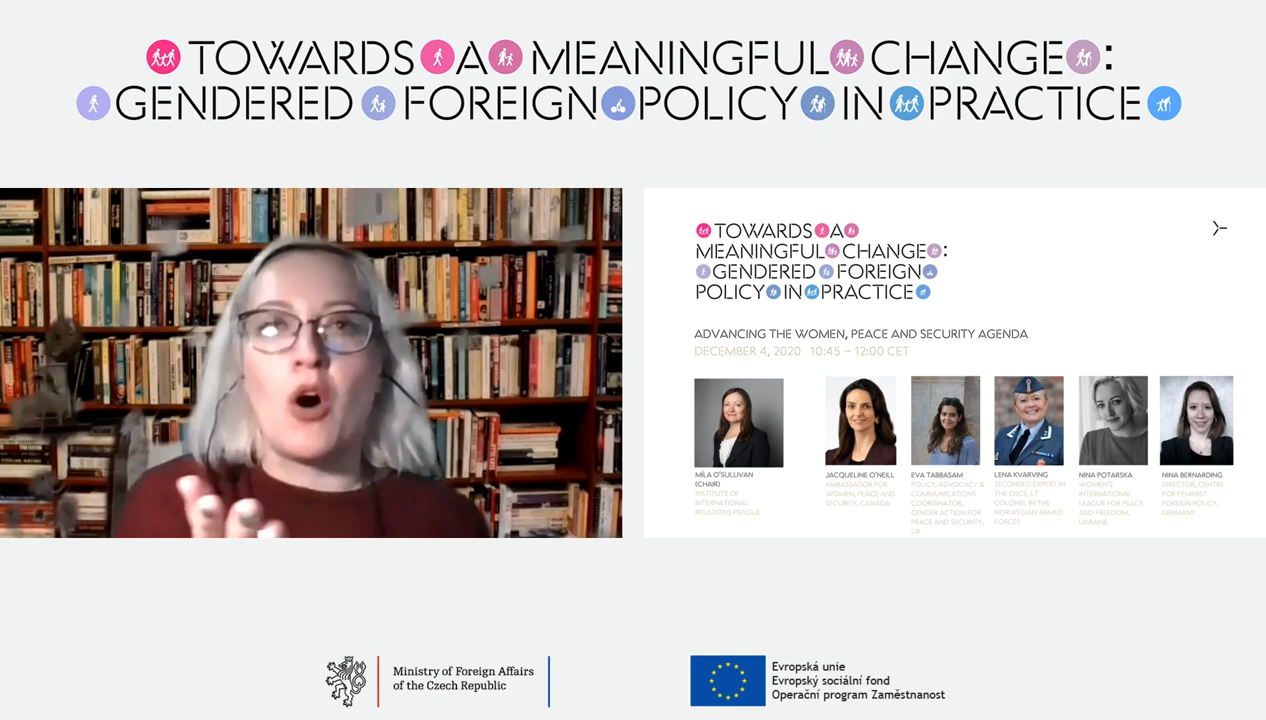 TOWARDS A MEANINGFUL CHANGE:
GENDERED FOREIGN POLICY IN PRACTICE
TOWARDS A
MEANINGFUL CHANGE:
GENDERED FOREIGN
POLICY IN PRACTICE
ADVANCING THE WOMEN, PEACE AND SECURITY AGENDA
DECEMBER 4, 2020 10:45 – 12:00 CET
MÍLA O'SULLIVAN
(CHAIR)
INSTITUTE OF
INTERNATIONAL
RELATIONS PRAGUE
JACQUELINE O'NEILL
AMBASSADOR FOR
WOMEN, PEACE AND
SECURITY, CANADA
EVA TABBASAM
POLICY, ADVOCACY &
COMMUNICATIONS
COORDINATOR,
GENDER ACTION FOR
PEACE AND SECURITY,
UK
LENA KVARVING
SECONDED EXPERT IN
THE OSCE, LT
COLONEL IN THE
NORWEGIAN ARMED
FORCES
NINA POTARSKA
WOMEN'S
INTERNATIONAL
LEAGUE FOR PEACE
AND FREEDOM,
UKRAINE
NINA BERNARDING
DIRECTOR, CENTRE
FOR FEMINIST
FOREIGN POLICY,
GERMANY
Ministry of Foreign Affairs
of the Czech Republic
Evropská unie
Evropský sociální fond
Operační program Zaměstnanost